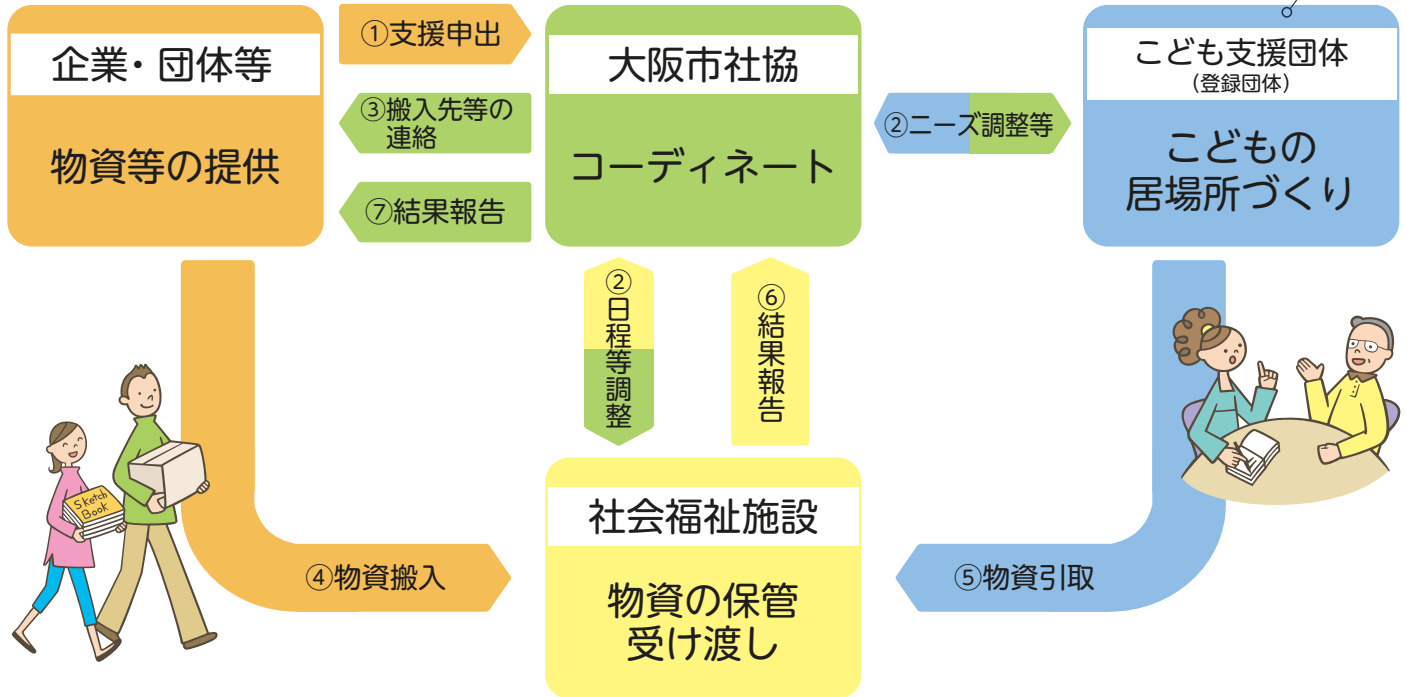 企業・団体等
物資等の提供
①支援申出
③搬入先等の
連絡
⑦結果報告
大阪市社協
コーディネート
②ニーズ調整等
こども支援団体
(登録団体)
こどもの
居場所づくり
②日程等調整
⑥結果報告
Sketch
Book
④物資搬入
社会福祉施設
物資の保管
受け渡し
⑤物資引取